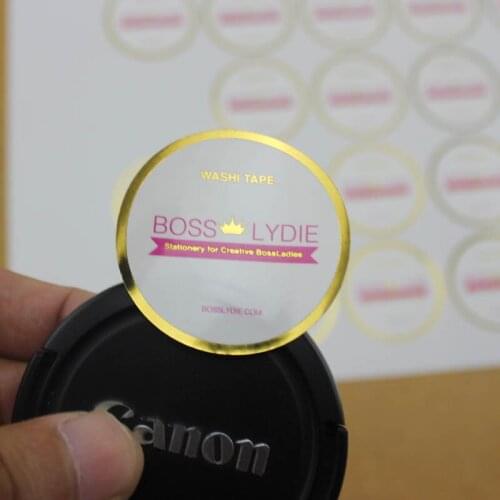 WASHI TAPE
BOSS LYDIE
Stationery for Creative BossLadies
BOSSLYDIE.COM
Canon